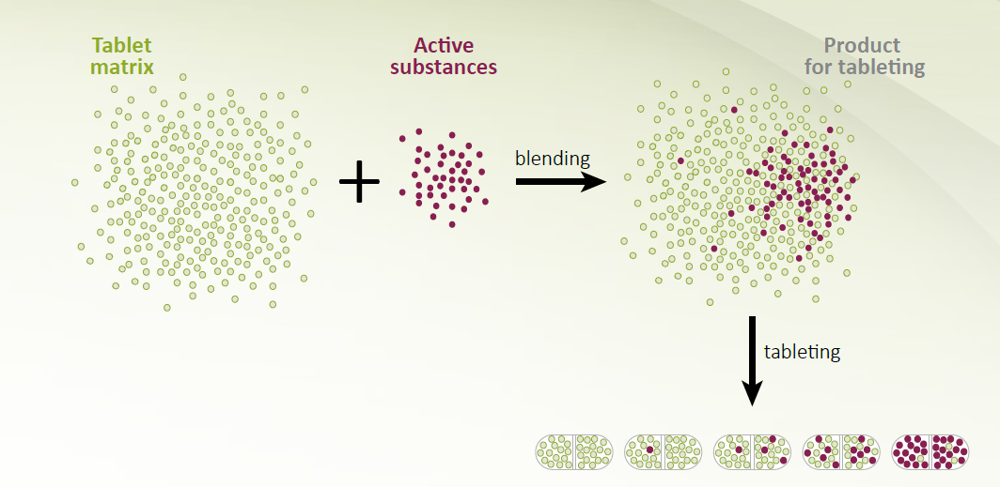 Tablet
matrix
Active
substances
Product
for tableting
blending
tableting